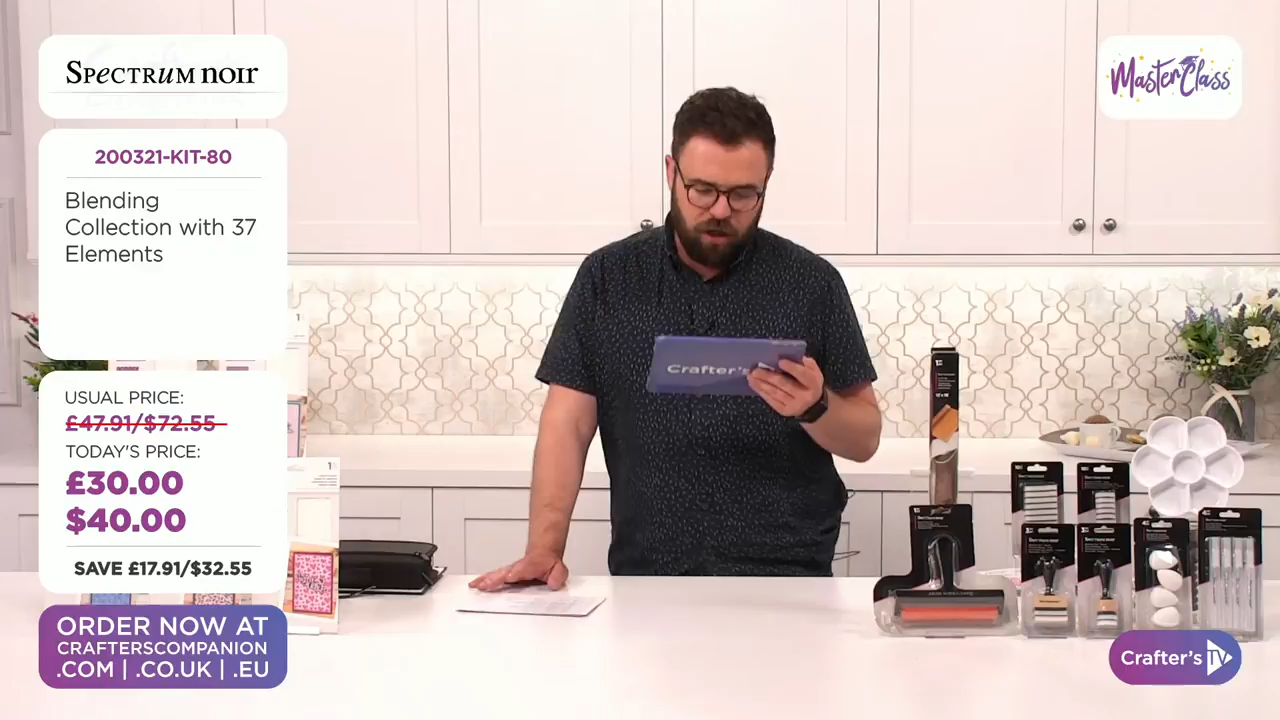 Spectrum noir
200321-KIT-80
Blending
Collection with 37
Elements
USUAL PRICE:
£47.91/$72.55
TODAY'S PRICE:
£30.00
$40.00
SAVE £17.91/$32.55
ORDER NOW AT
CRAFTERSCOMPANION
.COM | .CO.UK | .EU
MasterClass
Crafter's
Crafter's TV